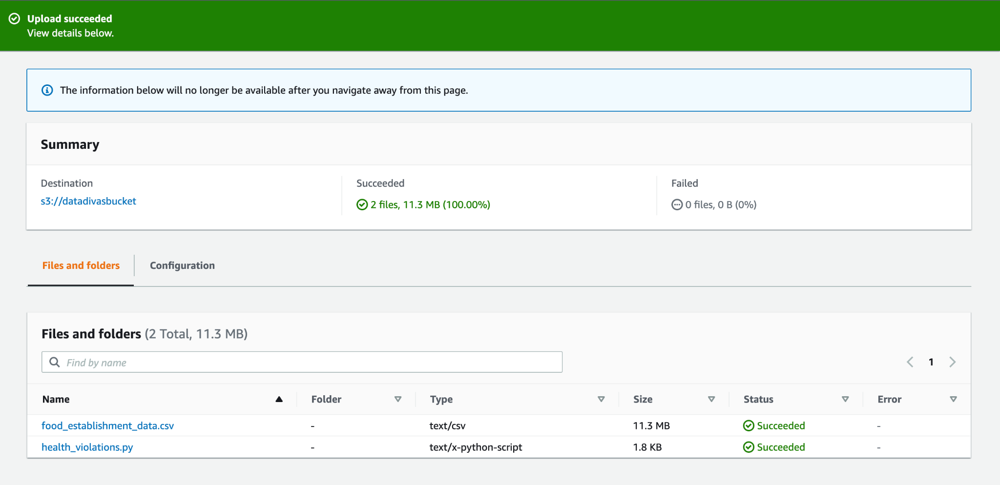 Upload succeeded
View details below.
The information below will no longer be available after you navigate away from this page.
Summary
Destination
s3://datadivasbucket
Succeeded
2 files, 11.3 MB (100.00%)
Failed
0 files, 0 B (0%)
Files and folders
Configuration
Files and folders (2 Total, 11.3 MB)
Find by name
1
Name Folder Type Size Status Error
food_establishment_data.csv - text/csv 11.3 MB Succeeded -
health_violations.py - text/x-python-script 1.8 KB Succeeded -